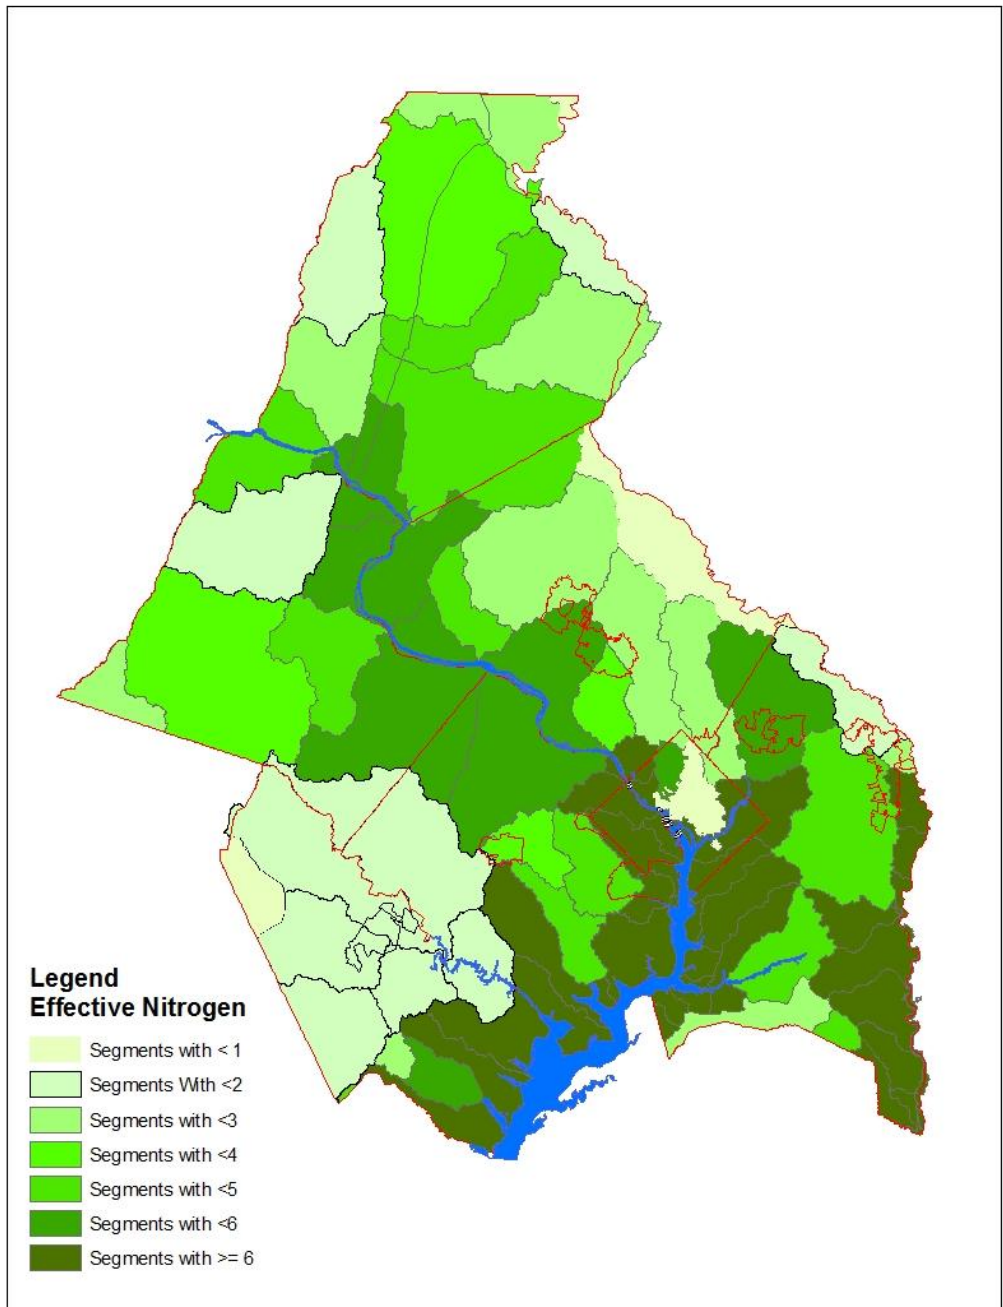 Legend
Effective Nitrogen
Segments with < 1
Segments With <2
Segments with <3
Segments with <4
Segments with <5
Segments with <6
Segments with >= 6